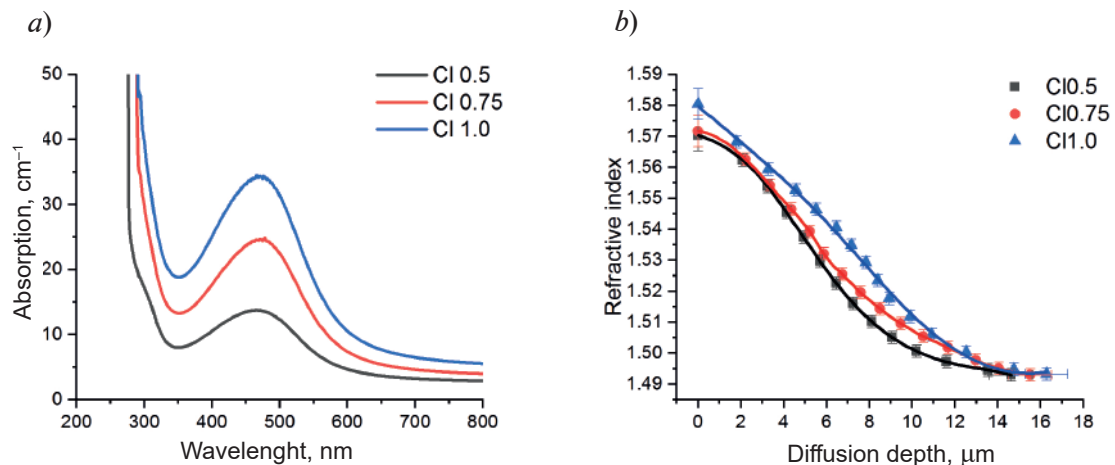 a)
b)
Cl 0.5
Cl 0.75
Cl 1.0
50
40
30
20
10
0
200 300 400 500 600 700 800
Absorption, cm⁻¹
Wavelenght, nm
Cl0.5
Cl0.75
Cl1.0
1.59
1.58
1.57
1.56
1.55
1.54
1.53
1.52
1.51
1.50
1.49
0 2 4 6 8 10 12 14 16 18
Refractive index
Diffusion depth, μm